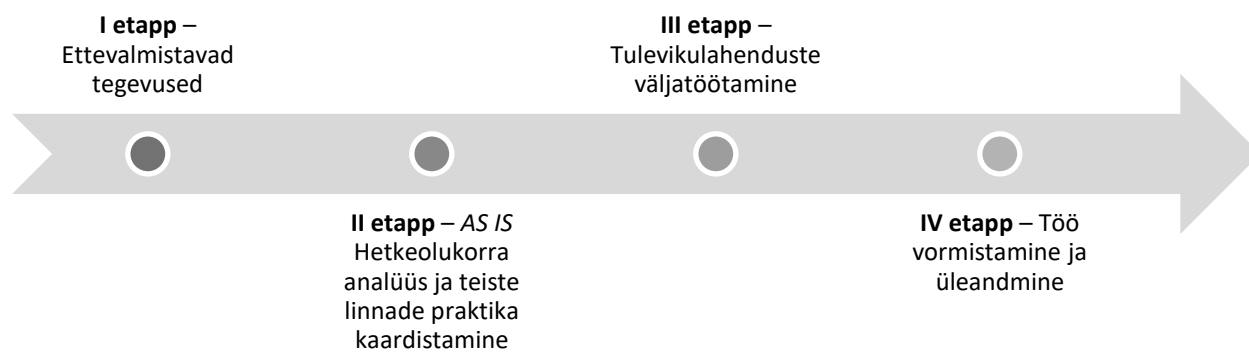 I etapp –
Ettevalmistavad
tegevused
II etapp – AS IS
Hetkeolukorra
analüüs ja teiste
linnade praktika
kaardistamine
III etapp –
Tulevikulahenduste
väljatöötamine
IV etapp – Töö
vormistamine ja
üleandmine